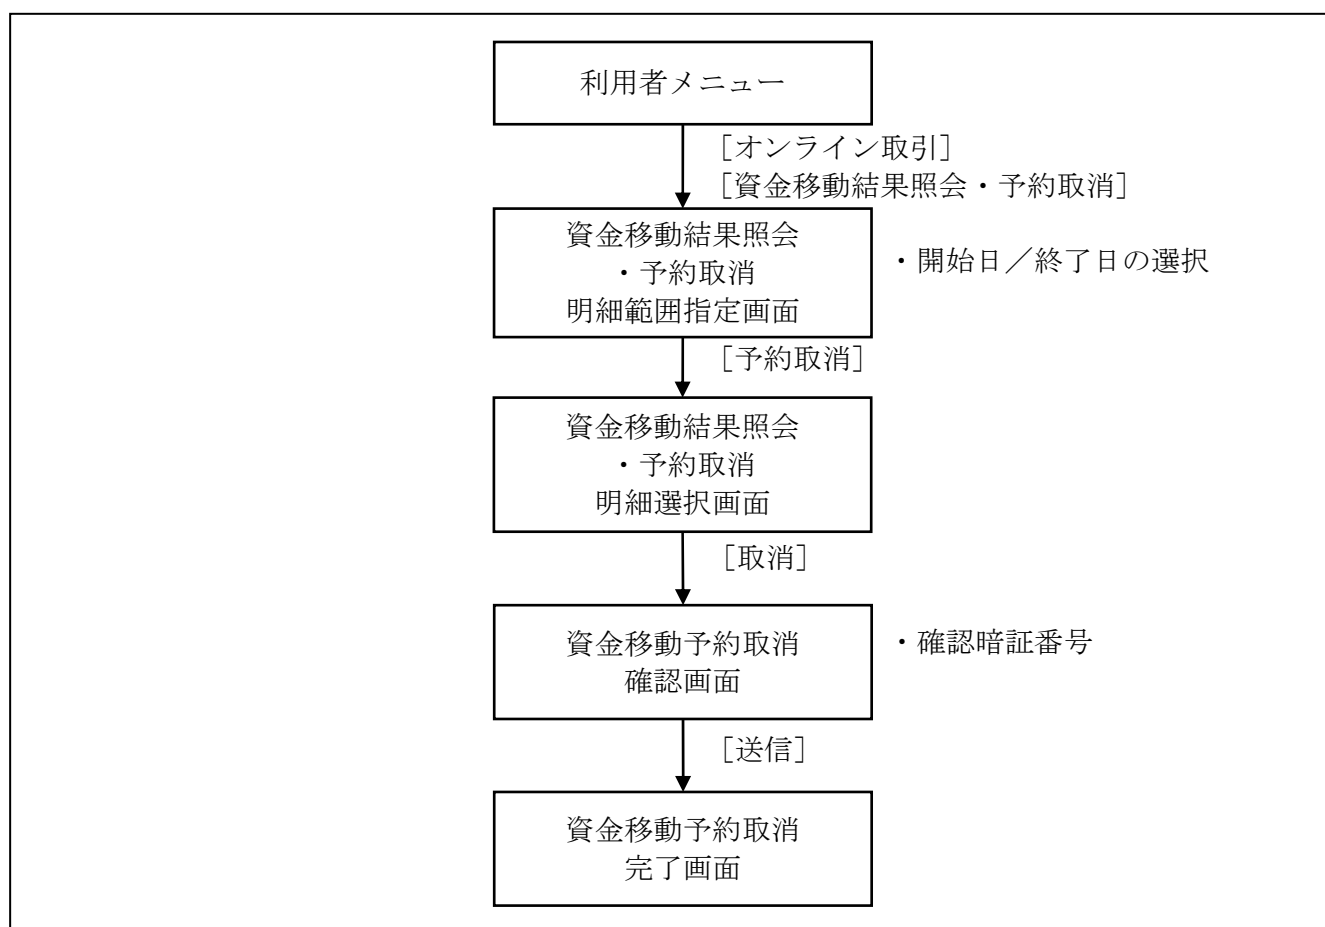 利用者メニュー
[オンライン取引]
[資金移動結果照会・予約取消]
資金移動結果照会
・予約取消
明細範囲指定画面
・開始日／終了日の選択
[予約取消]
資金移動結果照会
・予約取消
明細選択画面
[取消]
資金移動予約取消
確認画面
・確認暗証番号
[送信]
資金移動予約取消
完了画面